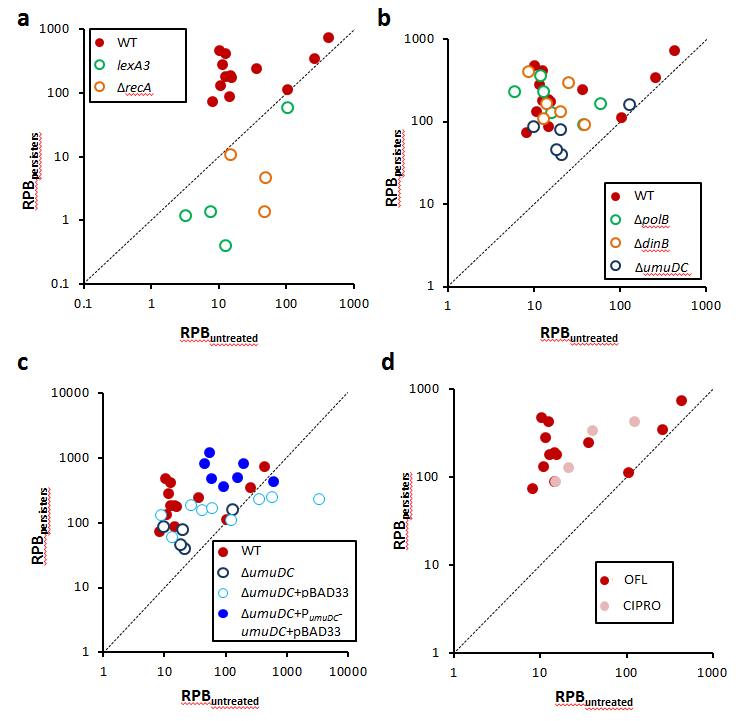 a
1000
100
10
1
0.1
0.1
1
10
100
1000
RPBpersisters
RPBuntreated
WT
lexA3
ΔrecA
b
1000
100
10
1
1
10
100
1000
RPBpersisters
RPBuntreated
WT
ΔpolB
ΔdinB
ΔumuDC
c
10000
1000
100
10
1
1
10
100
1000
10000
RPBpersisters
RPBuntreated
WT
ΔumuDC
ΔumuDC+pBAD33
ΔumuDC+PumuDC-
umuDC+pBAD33
d
1000
100
10
1
1
10
100
1000
RPBpersisters
RPBuntreated
OFL
CIPRO